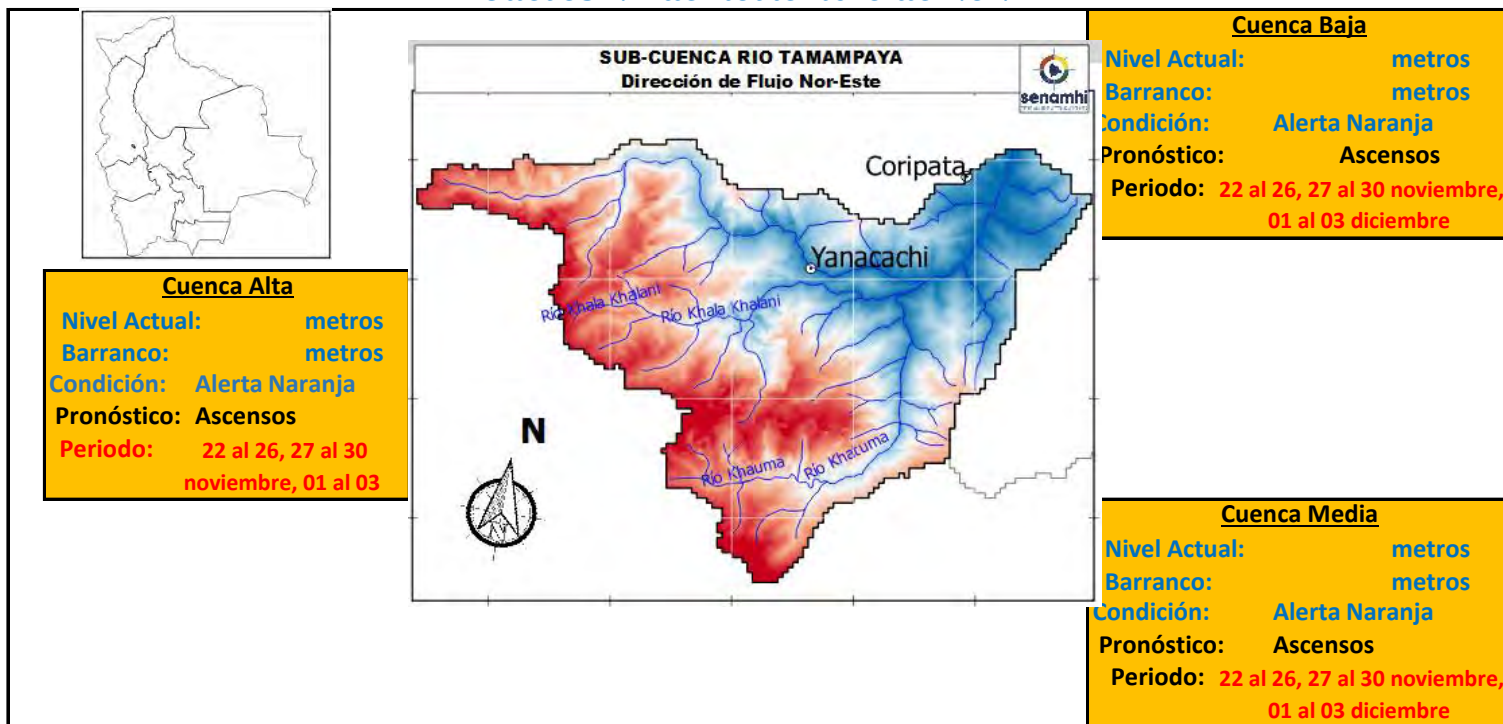 SUB-CUENCA RIO TAMAMPAYA
Dirección de Flujo Nor-Este
senamhi
Cuenca Baja
Nivel Actual: metros
Barranco: metros
Condición: Alerta Naranja
Pronóstico: Ascensos
Periodo: 22 al 26, 27 al 30 noviembre,
01 al 03 diciembre
Coripata
Yanacachi
Río Khala Khalani
Río Khala Khalani
Río Khauma
Río Khatuma
N
Cuenca Alta
Nivel Actual: metros
Barranco: metros
Condición: Alerta Naranja
Pronóstico: Ascensos
Periodo: 22 al 26, 27 al 30
noviembre, 01 al 03
Cuenca Media
Nivel Actual: metros
Barranco: metros
Condición: Alerta Naranja
Pronóstico: Ascensos
Periodo: 22 al 26, 27 al 30 noviembre,
01 al 03 diciembre